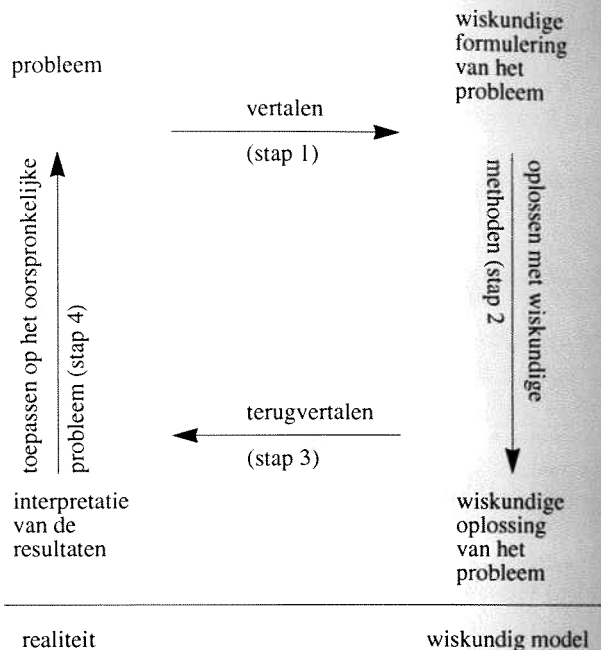 probleem
wiskundige
formulering
van het
probleem
vertalen
(stap 1)
oplossen met wiskundige
methoden (stap 2
terugvertalen
(stap 3)
toepassen op het oorspronkelijke
probleem (stap 4)
interpretatie
van de
resultaten
wiskundige
oplossing
van het
probleem
realiteit
wiskundig model